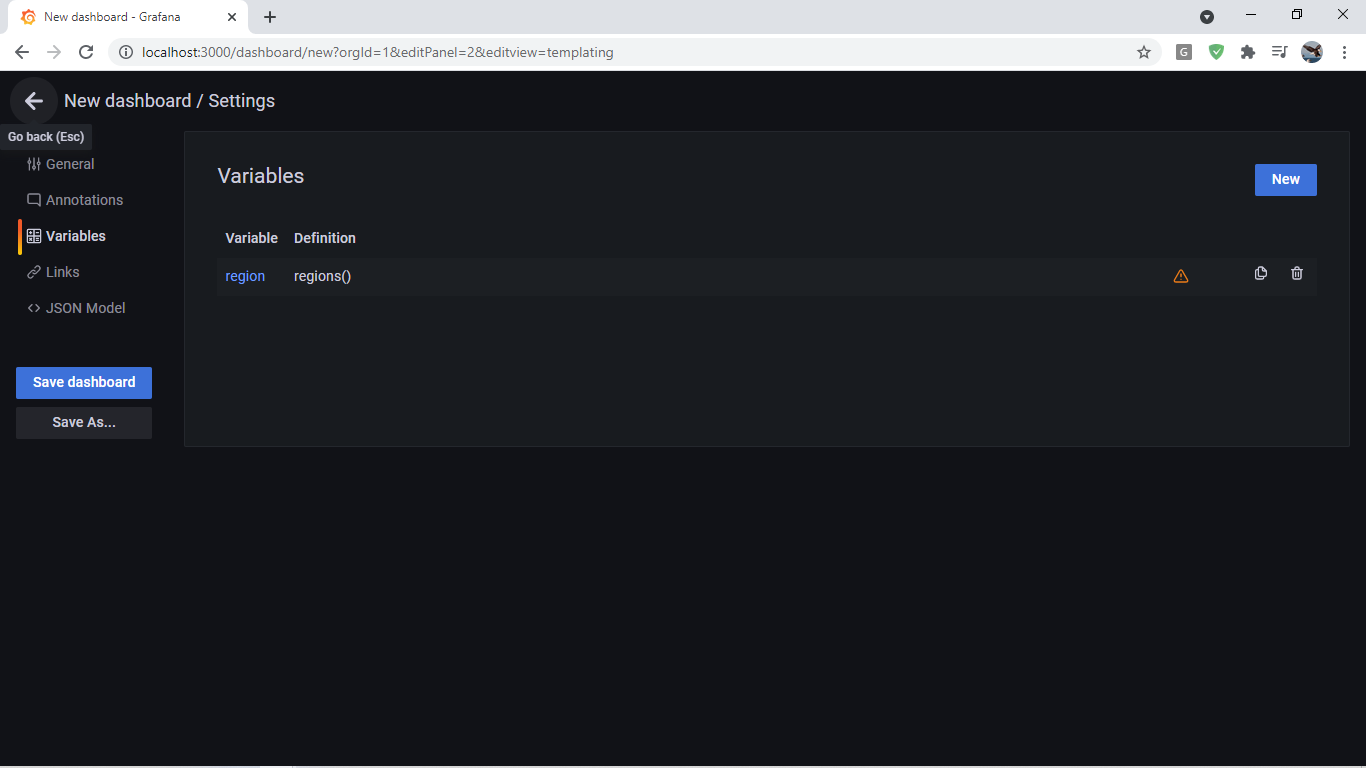 New dashboard - Grafana
localhost:3000/dashboard/new?orgId=1&editPanel=2&editview=templating
G
New dashboard / Settings
Go back (Esc)
General
Annotations
Variables
Links
JSON Model
Save dashboard
Save As...
Variables
New
Variable Definition
region regions()